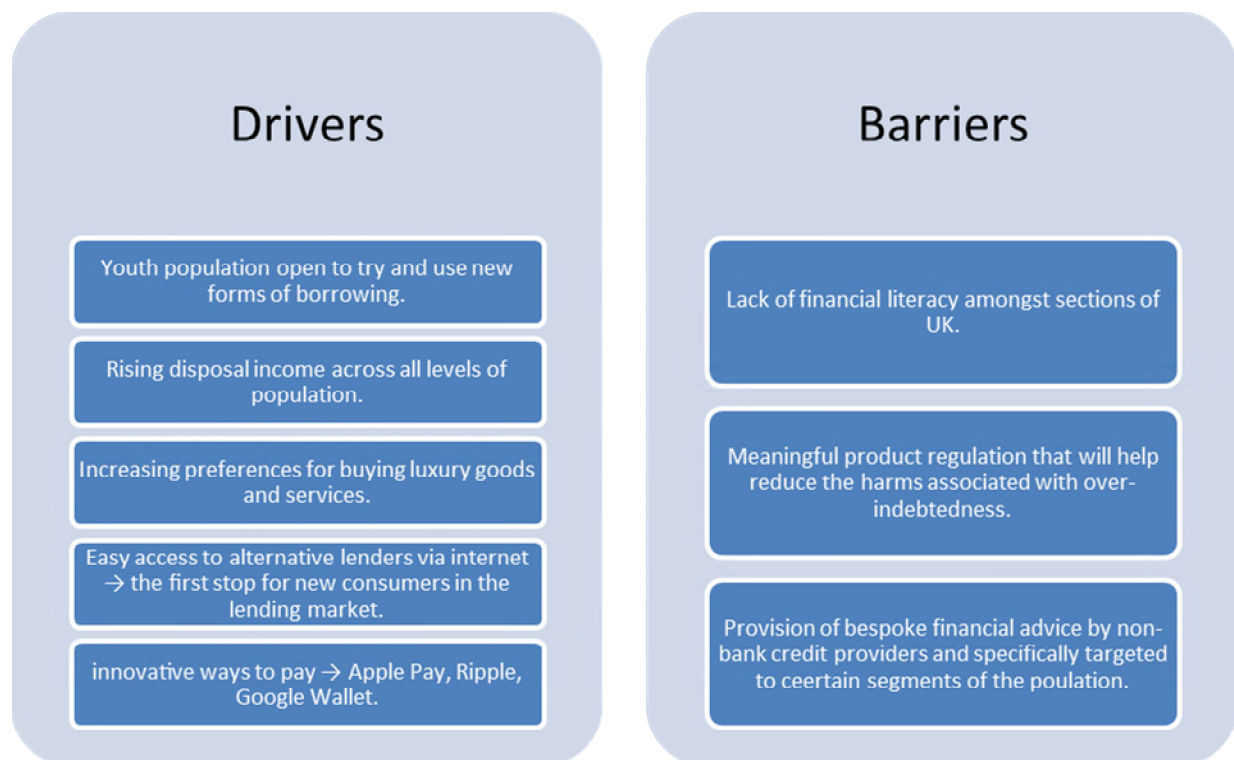 Drivers
Youth population open to try and use new
forms of borrowing.
Rising disposal income across all levels of
population.
Increasing preferences for buying luxury goods
and services.
Easy access to alternative lenders via internet
→ the first stop for new consumers in the
lending market.
innovative ways to pay → Apple Pay, Ripple,
Google Wallet.
Barriers
Lack of financial literacy amongst sections of
UK.
Meaningful product regulation that will help
reduce the harms associated with over-
indebtedness.
Provision of bespoke financial advice by non-
bank credit providers and specifically targeted
to ceertain segments of the poulation.